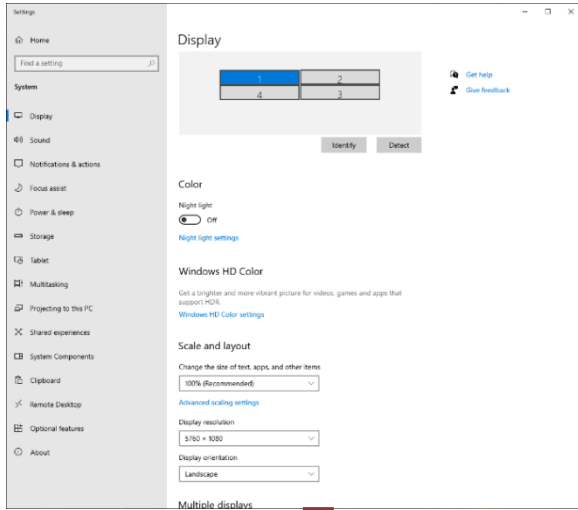 Settings
Home
Find a setting
System
Display
Sound
Notifications & actions
Focus assist
Power & sleep
Storage
Tablet
Multitasking
Projecting to this PC
Shared experiences
System Components
Clipboard
Remote Desktop
Optional features
About
Display
1 2
4 3
Identify Detect
Get help
Give feedback
Color
Night light
Off
Night light settings
Windows HD Color
Get a brighter and more vibrant picture for videos, games and apps that
support HDR.
Windows HD Color settings
Scale and layout
Change the size of text, apps, and other items
100% (Recommended)
Advanced scaling settings
Display resolution
5760 × 1080
Display orientation
Landscape
Multiple displays